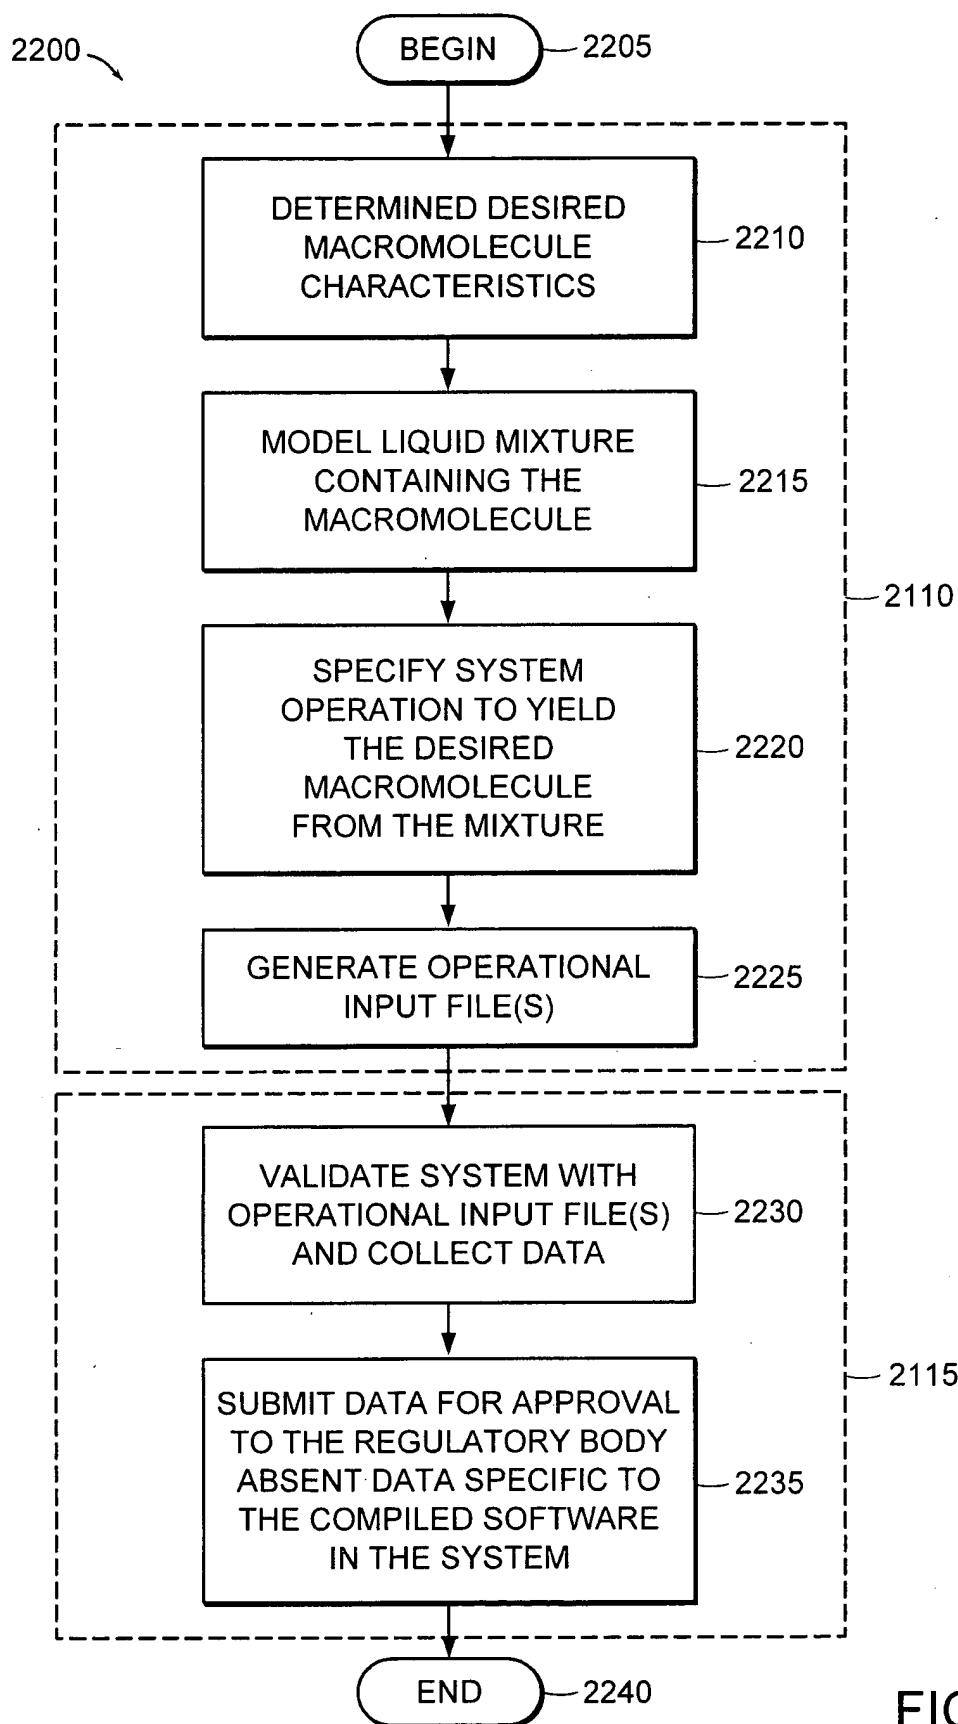 2200
BEGIN
2205
DETERMINED DESIRED
MACROMOLECULE
CHARACTERISTICS
2210
MODEL LIQUID MIXTURE
CONTAINING THE
MACROMOLECULE
2215
2110
SPECIFY SYSTEM
OPERATION TO YIELD
THE DESIRED
MACROMOLECULE
FROM THE MIXTURE
2220
GENERATE OPERATIONAL
INPUT FILE(S)
2225
VALIDATE SYSTEM WITH
OPERATIONAL INPUT FILE(S)
AND COLLECT DATA
2230
SUBMIT DATA FOR APPROVAL
TO THE REGULATORY BODY
ABSENT DATA SPECIFIC TO
THE COMPILED SOFTWARE
IN THE SYSTEM
2235
2115
END
2240